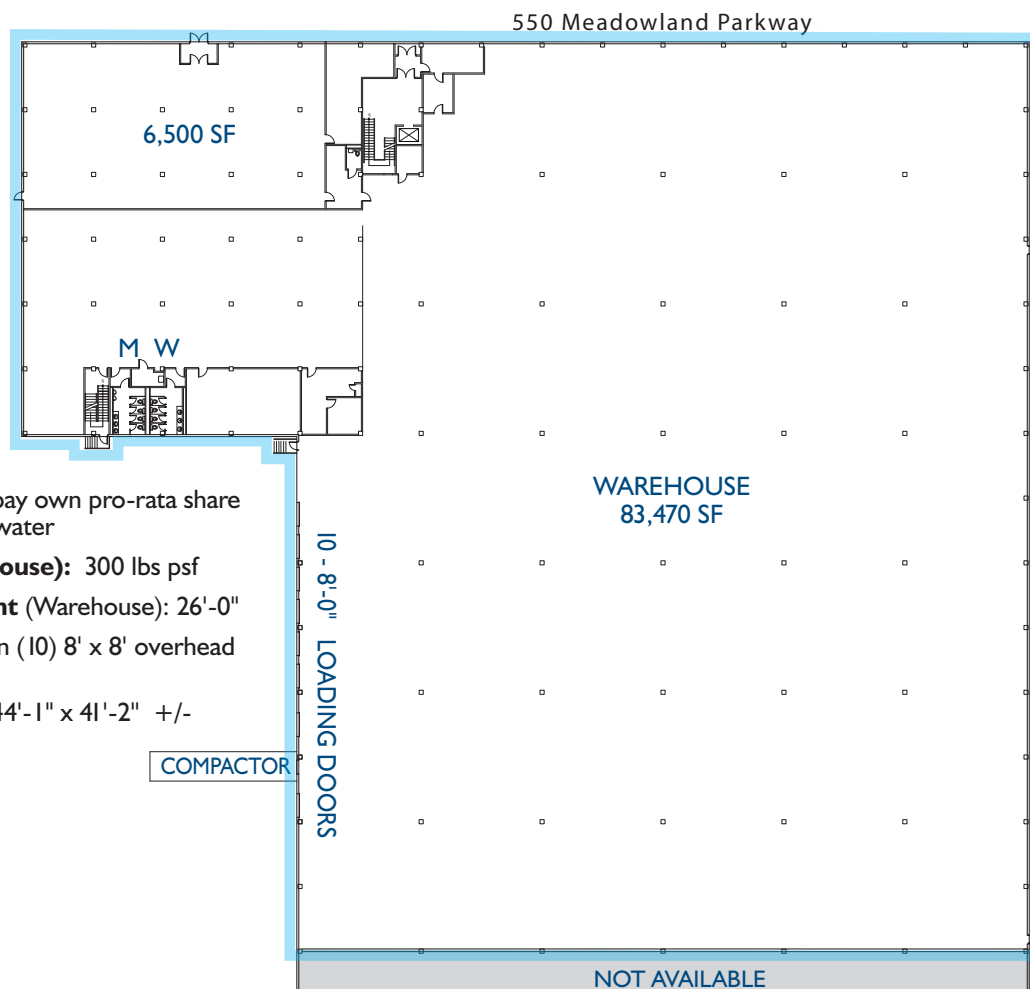 550 Meadowland Parkway
6,500 SF
M W
pay own pro-rata share
water
ouse): 300 lbs psf
nt (Warehouse): 26'-0"
n (10) 8' x 8' overhead
44'-1" x 41'-2" +/-
WAREHOUSE
83,470 SF
10 - 8'-0" LOADING DOORS
COMPACTOR
NOT AVAILABLE